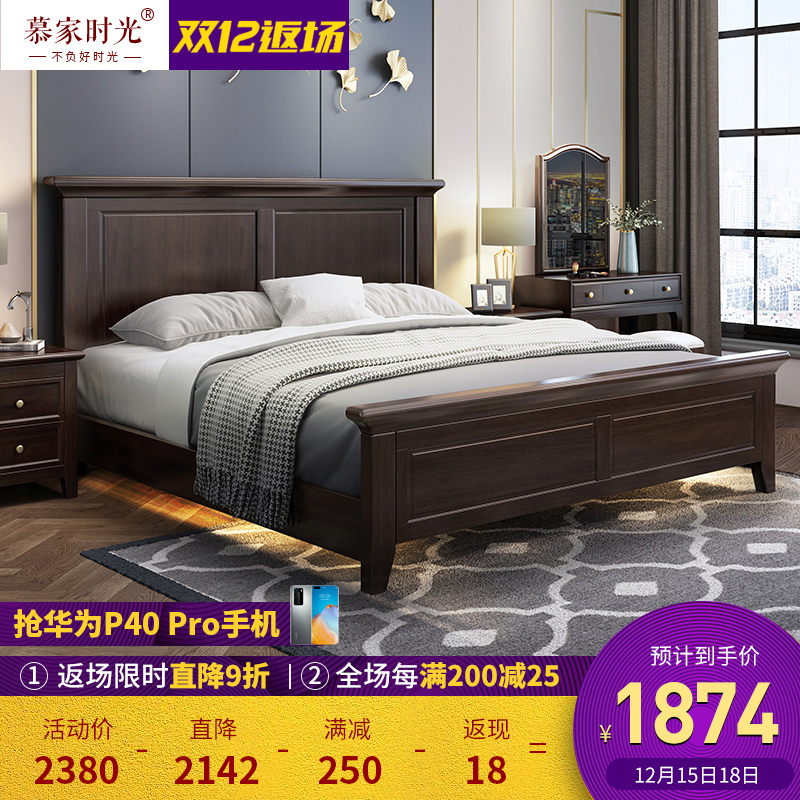 慕家时光®
不负好时光
双12返场
抢华为P40 Pro手机
① 返场限时直降9折 | ② 全场每满200减25
预计到手价
¥1874
12月15日18日
活动价 直降 满减 返现
2380 - 2142 - 250 - 18 =